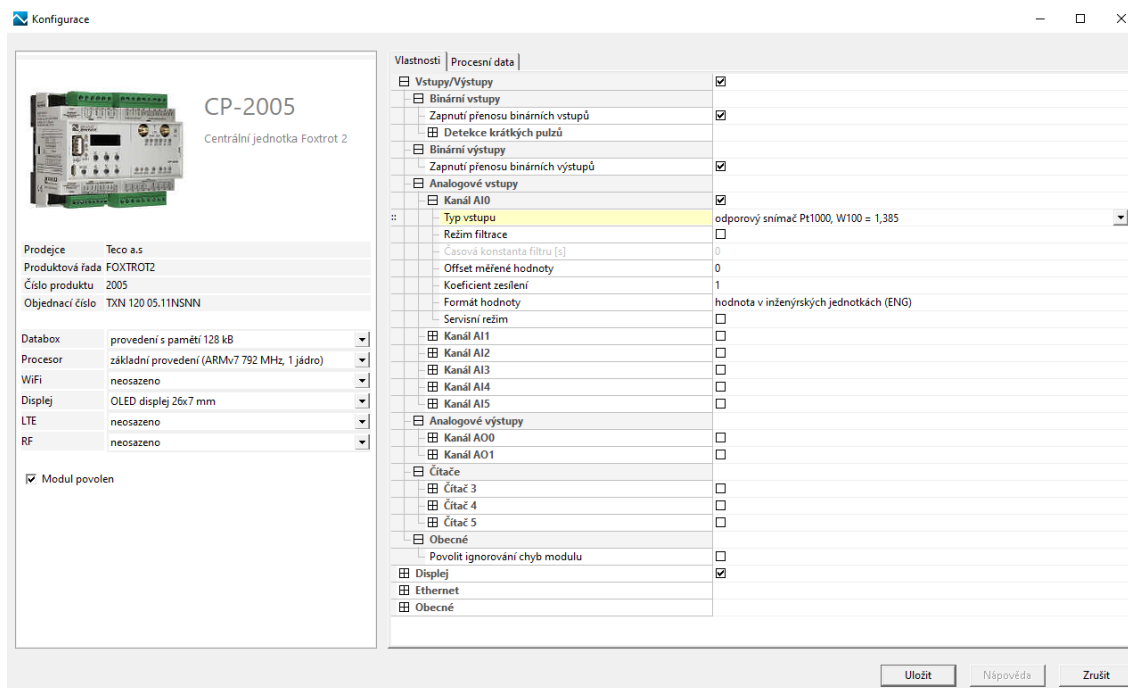 Konfigurace
CP-2005
Centrální jednotka Foxtrot 2
Prodejce Teco a.s
Produktová řada FOXTROT2
Číslo produktu 2005
Objednací číslo TXN 120 05.11NSNN
Databox provedení s pamětí 128 kB
Procesor základní provedení (ARMv7 792 MHz, 1 jádro)
WiFi neosazeno
Displej OLED displej 26x7 mm
LTE neosazeno
RF neosazeno
Modul povolen
Vlastnosti Procesní data
Vstupy/Výstupy
Binární vstupy
Zapnutí přenosu binárních vstupů
Detekce krátkých pulzů
Binární výstupy
Zapnutí přenosu binárních výstupů
Analogové vstupy
Kanál AI0
Typ vstupu odporový snímač Pt1000, W100 = 1,385
Režim filtrace
Časová konstanta filtru [s] 0
Offset měřené hodnoty 0
Koeficient zesílení 1
Formát hodnoty hodnota v inženýrských jednotkách (ENG)
Servisní režim
Kanál AI1
Kanál AI2
Kanál AI3
Kanál AI4
Kanál AI5
Analogové výstupy
Kanál AO0
Kanál AO1
Čítače
Čítač 3
Čítač 4
Čítač 5
Obecné
Povolit ignorování chyb modulu
Displej
Ethernet
Obecné
Uložit Nápověda Zrušit